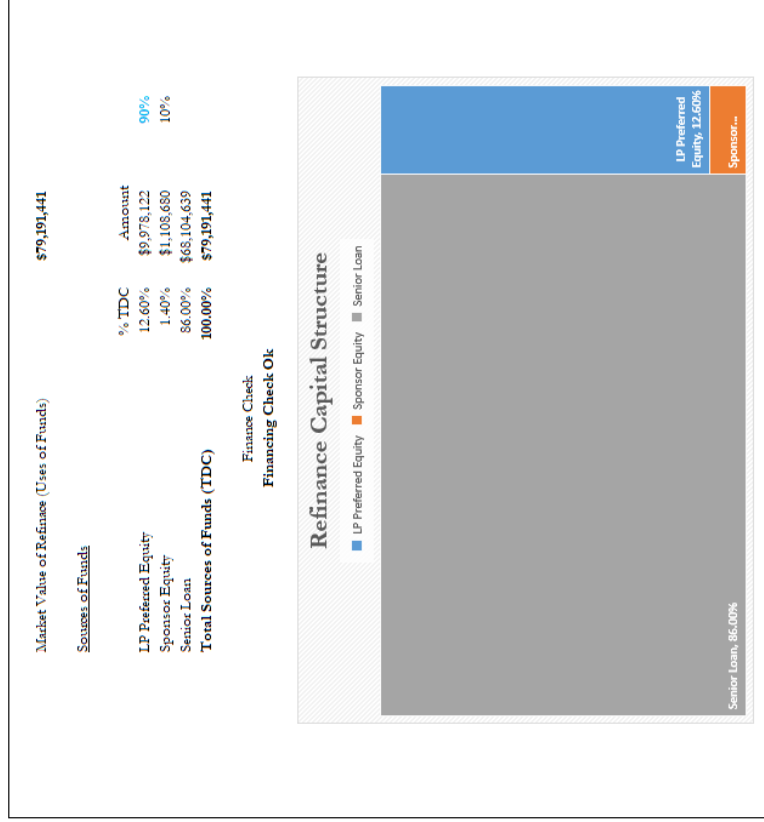 Market Value of Refinace (Uses of Funds) $79,191,441
Sources of Funds
% TDC Amount
LP Preferred Equity 12.60% $9,978,122 90%
Sponsor Equity 1.40% $1,108,680 10%
Senior Loan 86.00% $68,104,639
Total Sources of Funds (TDC) 100.00% $79,191,441
Finance Check
Financing Check Ok
Refinance Capital Structure
LP Preferred Equity Sponsor Equity Senior Loan
LP Preferred
Equity, 12.60%
Senior Loan, 86.00%
Sponsor...